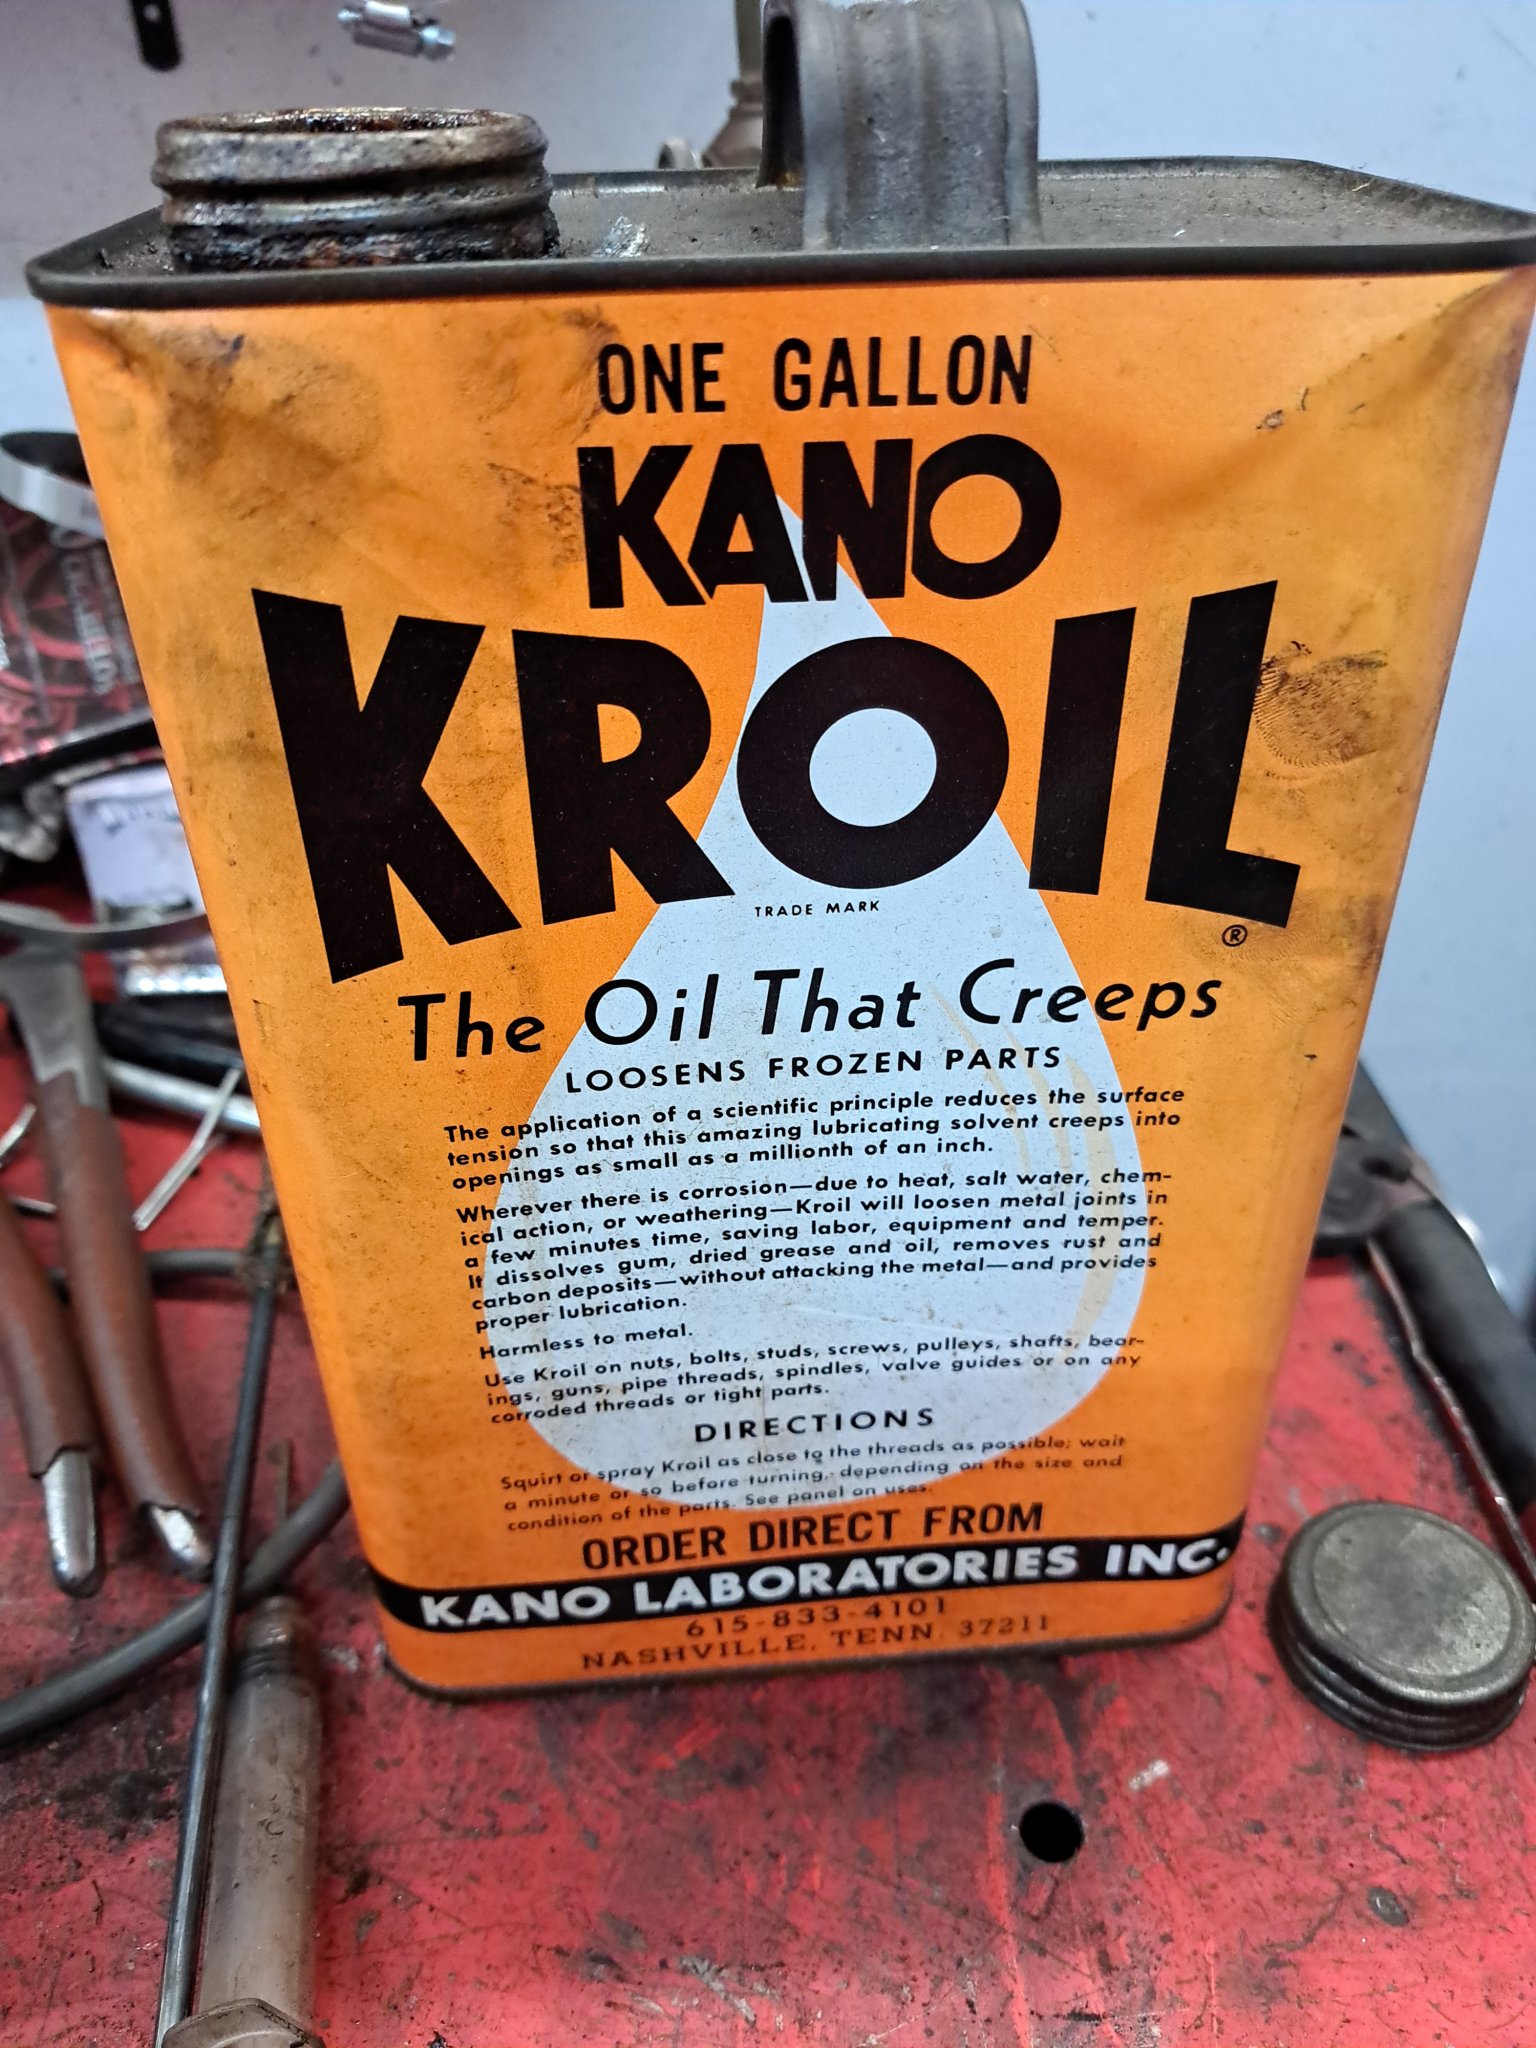 ONE GALLON
KANO
KROIL
TRADE MARK
®
The Oil That Creeps
LOOSENS FROZEN PARTS
The application of a scientific principle reduces the surface
tension so that this amazing lubricating solvent creeps into
openings as small as a millionth of an inch.
Wherever there is corrosion—due to heat, salt water, chem-
ical action, or weathering—Kroil will loosen metal joints in
a few minutes time, saving labor, equipment and temper.
It dissolves gum, dried grease and oil, removes rust and
carbon deposits—without attacking the metal—and provides
proper lubrication.
Harmless to metal.
Use Kroil on nuts, bolts, studs, screws, pulleys, shafts, bear-
ings, guns, pipe threads, spindles, valve guides or on any
corroded threads or tight parts.
DIRECTIONS
Squirt or spray Kroil as close to the threads as possible; wait
a minute or so before turning, depending on the size and
condition of the parts. See panel on uses.
ORDER DIRECT FROM
KANO LABORATORIES INC.
615-833-4101
NASHVILLE, TENN. 37211